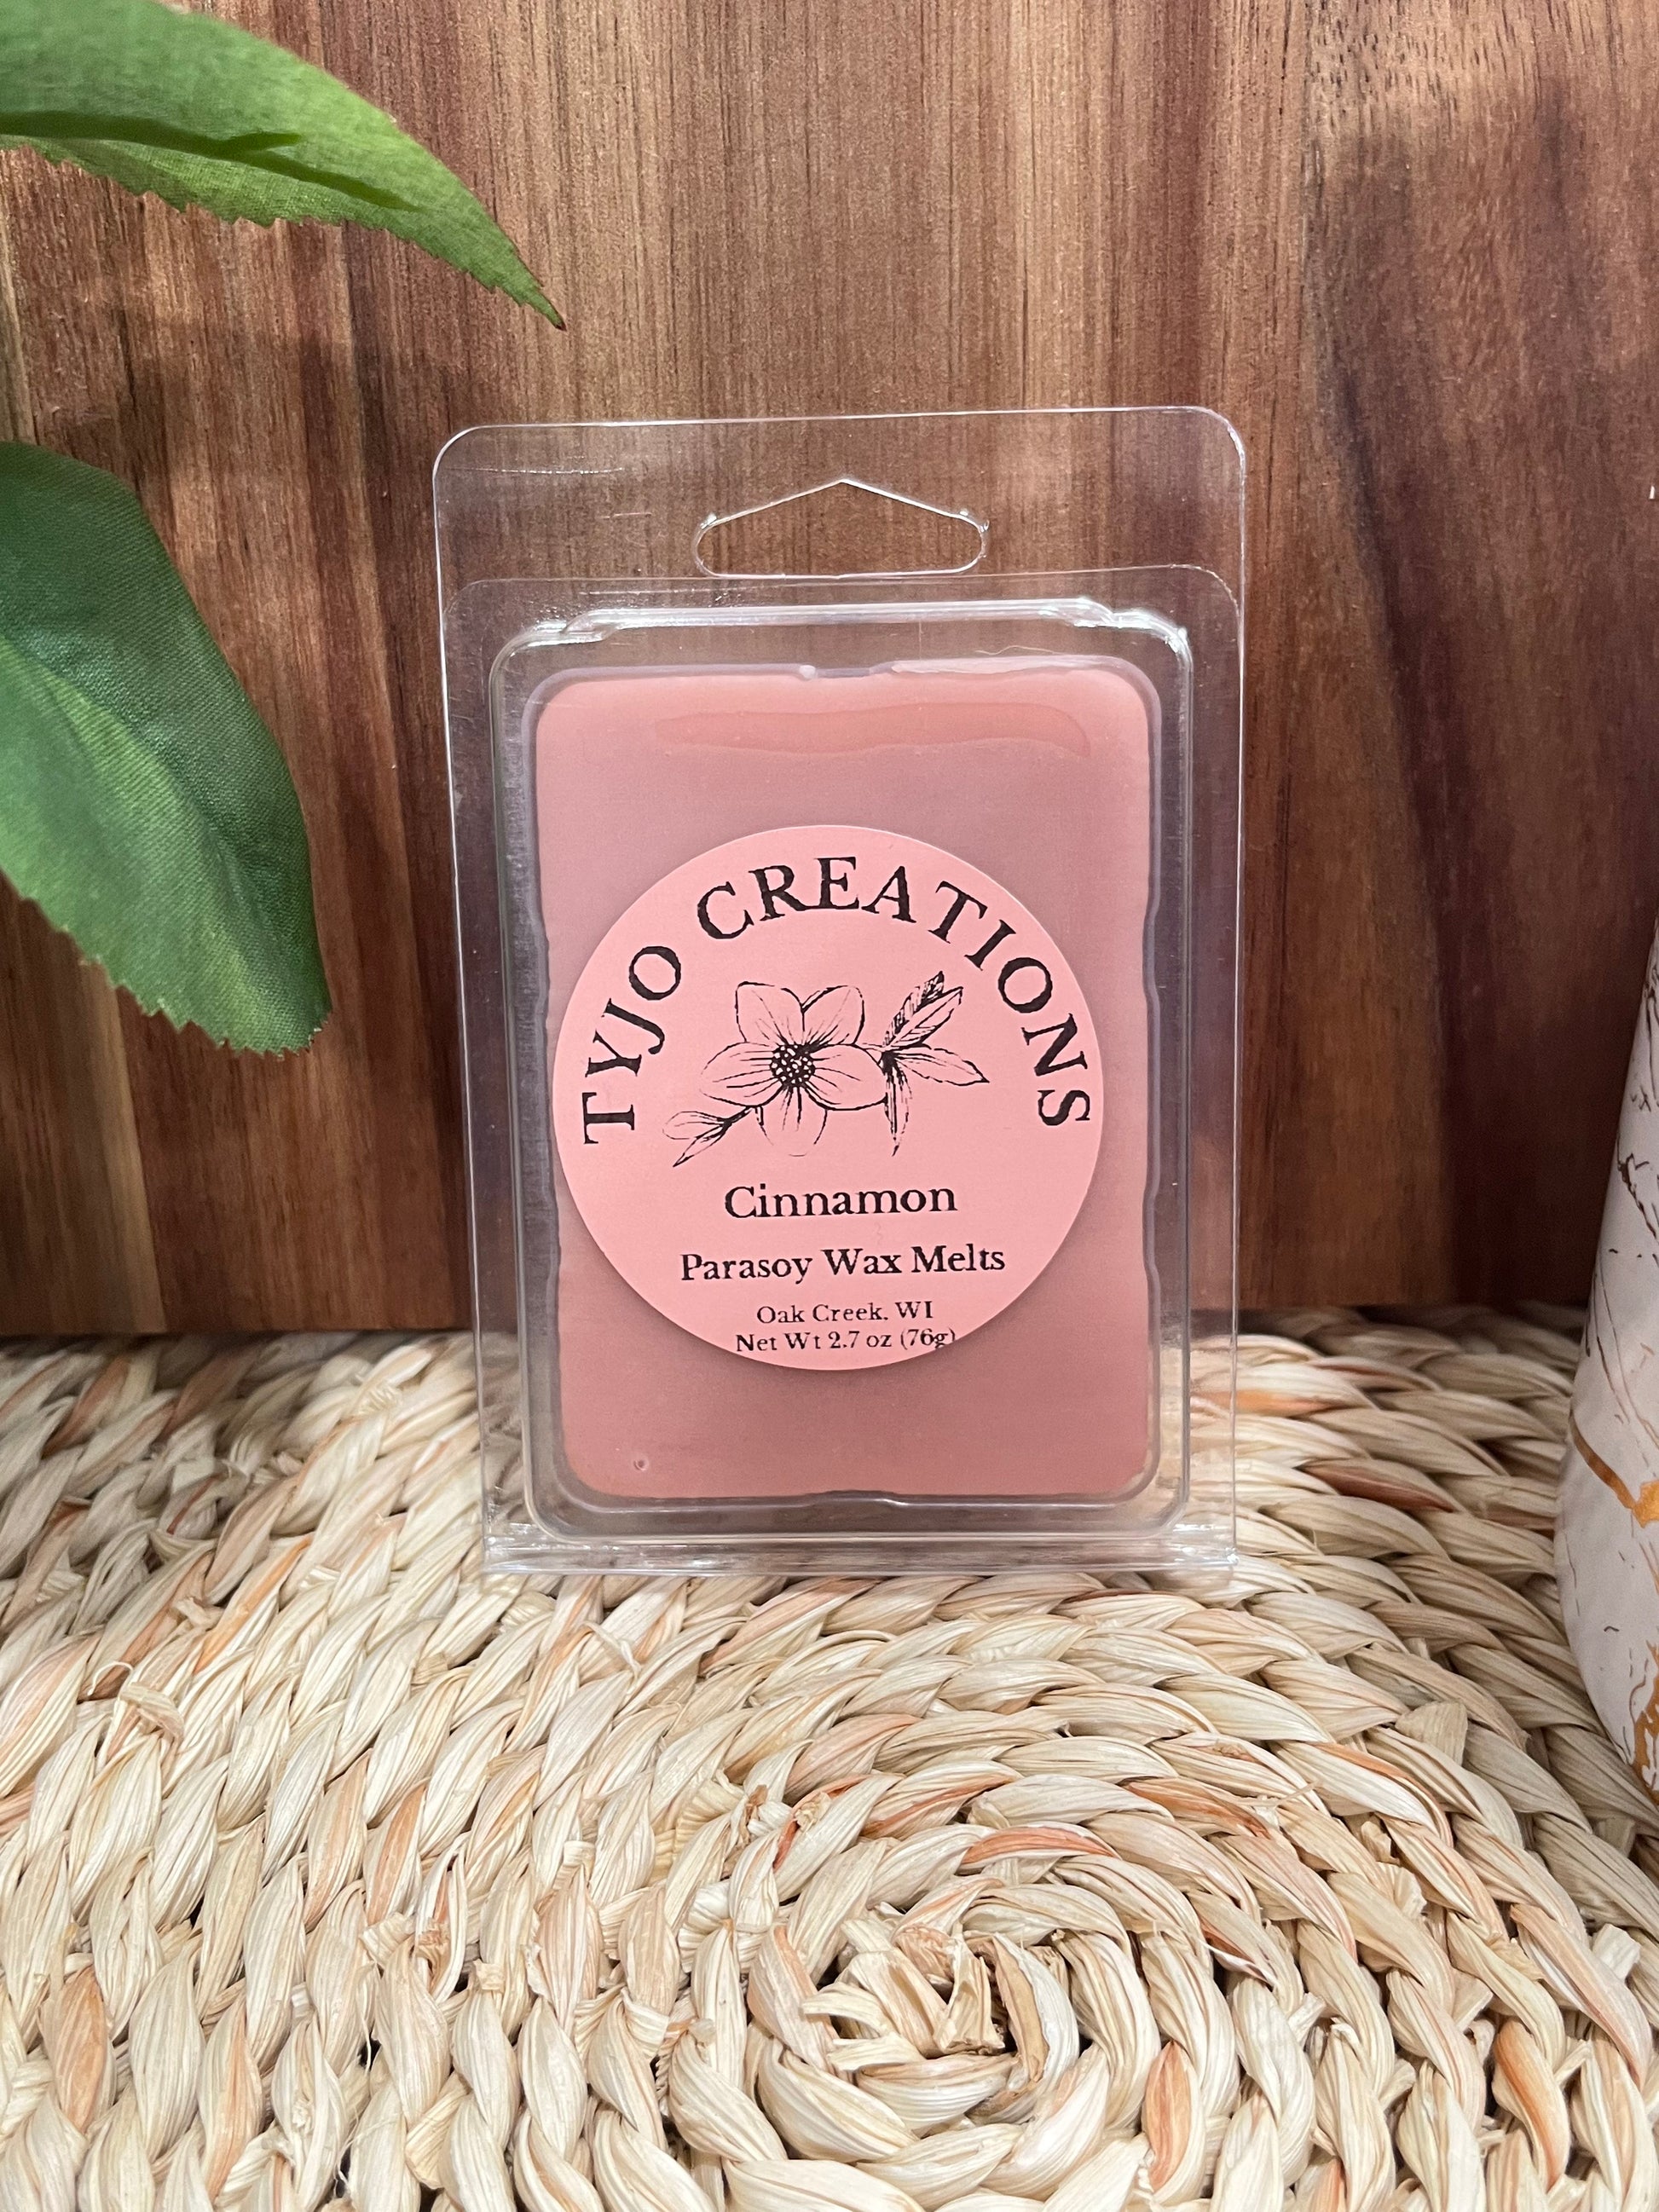 TYJO CREATIONS
Cinnamon
Parasoy Wax Melts
Oak Creek, WI
Net Wt 2.7 oz (76g)